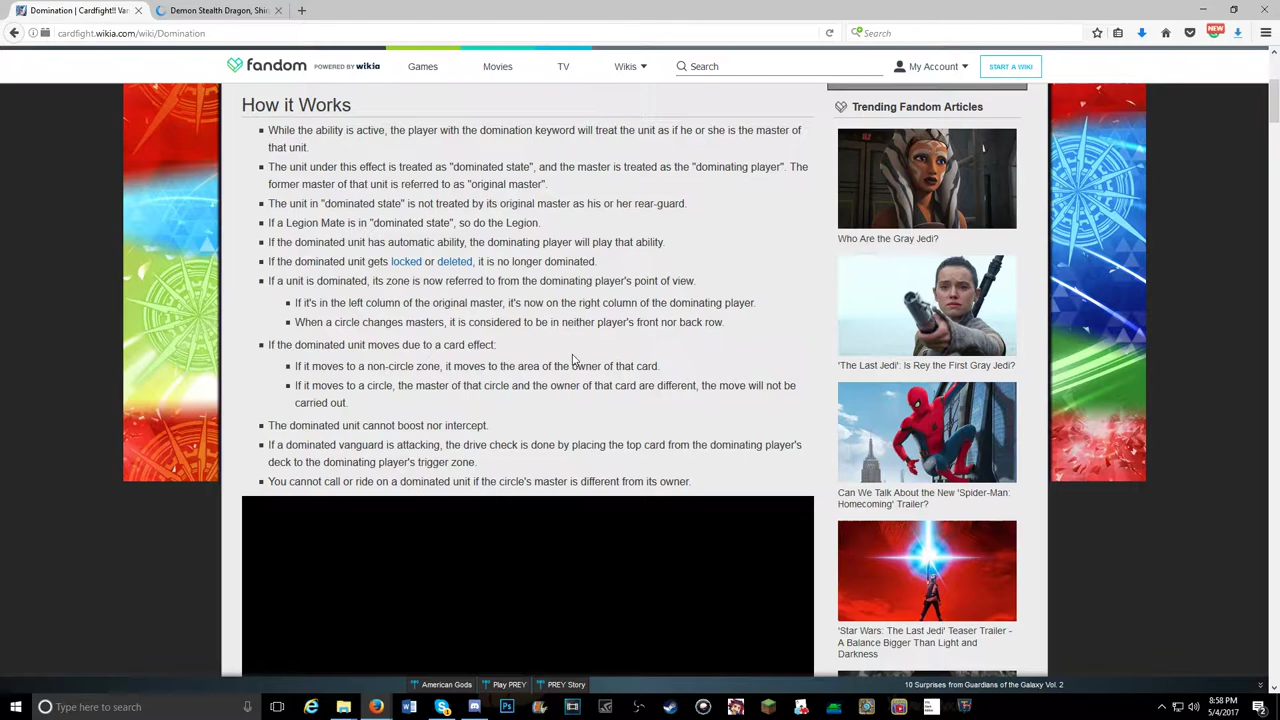 Domination | Cardfight!! Van
Demon Stealth Dragon, Shir
cardfight.wikia.com/wiki/Domination
Search
NEW
fandom POWERED BY wikia
Games
Movies
TV
Wikis
Search
My Account
START A WIKI
How it Works
While the ability is active, the player with the domination keyword will treat the unit as if he or she is the master of
that unit.
The unit under this effect is treated as "dominated state", and the master is treated as the "dominating player". The
former master of that unit is referred to as "original master".
The unit in "dominated state" is not treated by its original master as his or her rear-guard.
If a Legion Mate is in "dominated state", so do the Legion.
If the dominated unit has automatic ability, the dominating player will play that ability.
If the dominated unit gets locked or deleted, it is no longer dominated.
If a unit is dominated, its zone is now referred to from the dominating player's point of view.
If it's in the left column of the original master, it's now on the right column of the dominating player.
When a circle changes masters, it is considered to be in neither player's front nor back row.
If the dominated unit moves due to a card effect:
If it moves to a non-circle zone, it moves to the area of the owner of that card.
If it moves to a circle, the master of that circle and the owner of that card are different, the move will not be
carried out.
The dominated unit cannot boost nor intercept.
If a dominated vanguard is attacking, the drive check is done by placing the top card from the dominating player's
deck to the dominating player's trigger zone.
You cannot call or ride on a dominated unit if the circle's master is different from its owner.
Trending Fandom Articles
Who Are the Gray Jedi?
'The Last Jedi': Is Rey the First Gray Jedi?
Can We Talk About the New 'Spider-Man:
Homecoming' Trailer?
'Star Wars: The Last Jedi' Teaser Trailer -
A Balance Bigger Than Light and
Darkness
American Gods
Play PREY
PREY Story
10 Surprises from Guardians of the Galaxy Vol. 2
Type here to search
8:58 PM
5/4/2017